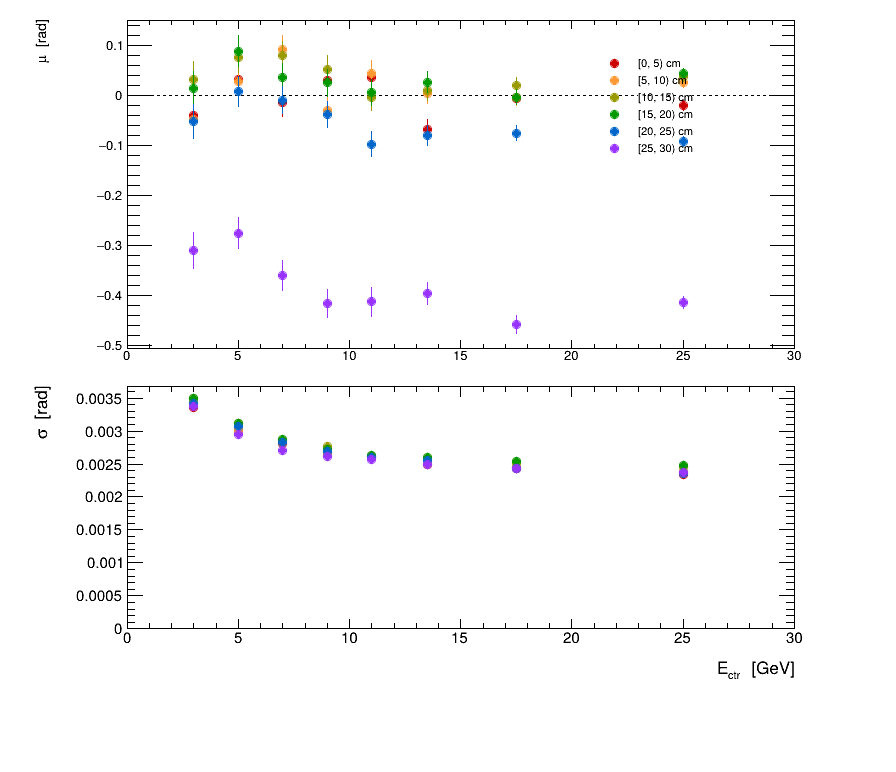 μ [rad]
0.1
0
−0.1
−0.2
−0.3
−0.4
−0.5
[0, 5) cm
[5, 10) cm
[10, 15) cm
[15, 20) cm
[20, 25) cm
[25, 30) cm
0 5 10 15 20 25 30
σ [rad]
0.0035
0.003
0.0025
0.002
0.0015
0.001
0.0005
0
0 5 10 15 20 25 30
E_ctr [GeV]